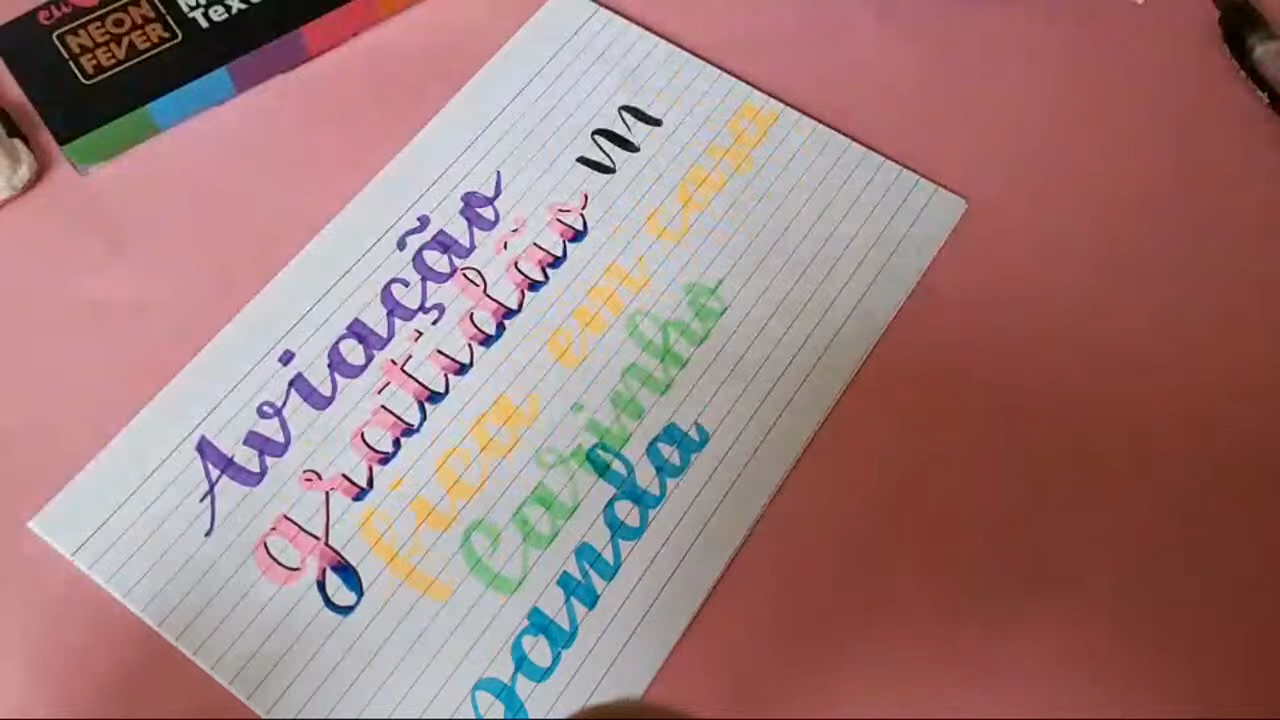 NEON
FEVER
Aviação
gratidão m
fica em casa
Carinho
panda